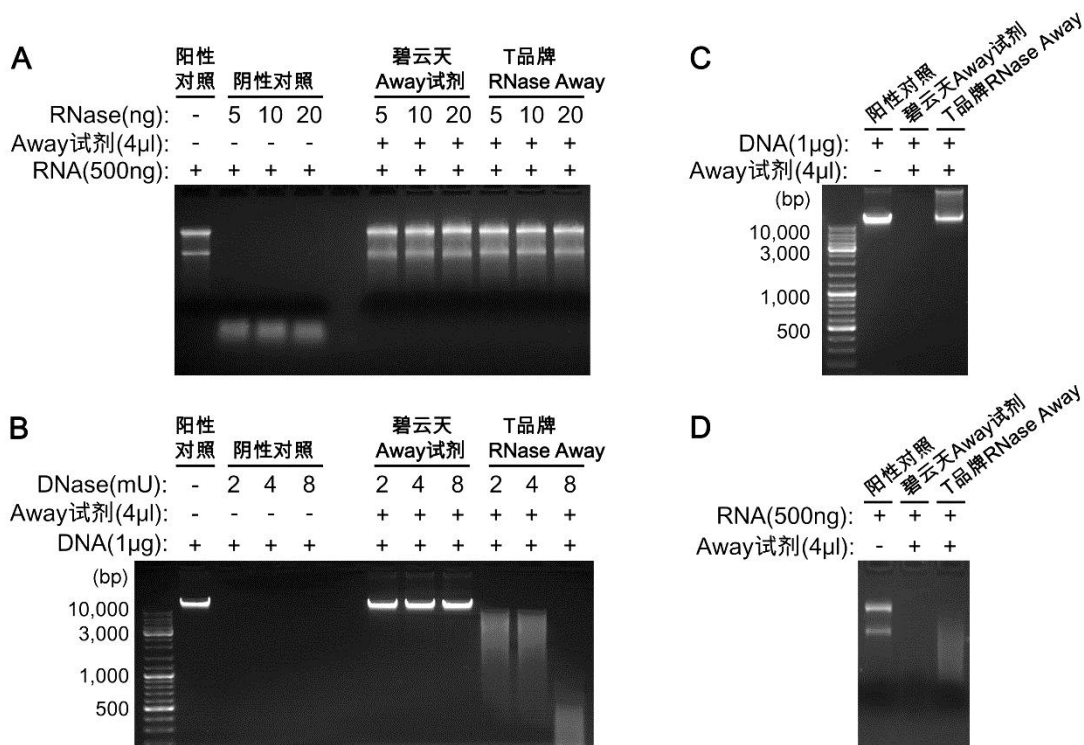 A
阳性
对照
阴性对照
碧云天
Away试剂
T品牌
RNase Away
RNase(ng): - 5 10 20 5 10 20 5 10 20
Away试剂(4μl): - - - - + + + + + +
RNA(500ng): + + + + + + + + + +
B
阳性
对照
阴性对照
碧云天
Away试剂
T品牌
RNase Away
DNase(mU): - 2 4 8 2 4 8 2 4 8
Away试剂(4μl): - - - - + + + + + +
DNA(1μg): + + + + + + + + + +
(bp)
10,000
3,000
1,000
500
C
阳性对照
碧云天Away试剂
T品牌RNase Away
DNA(1μg): + + +
Away试剂(4μl): - + +
(bp)
10,000
3,000
1,000
500
D
阳性对照
碧云天Away试剂
T品牌RNase Away
RNA(500ng): + + +
Away试剂(4μl): - + +